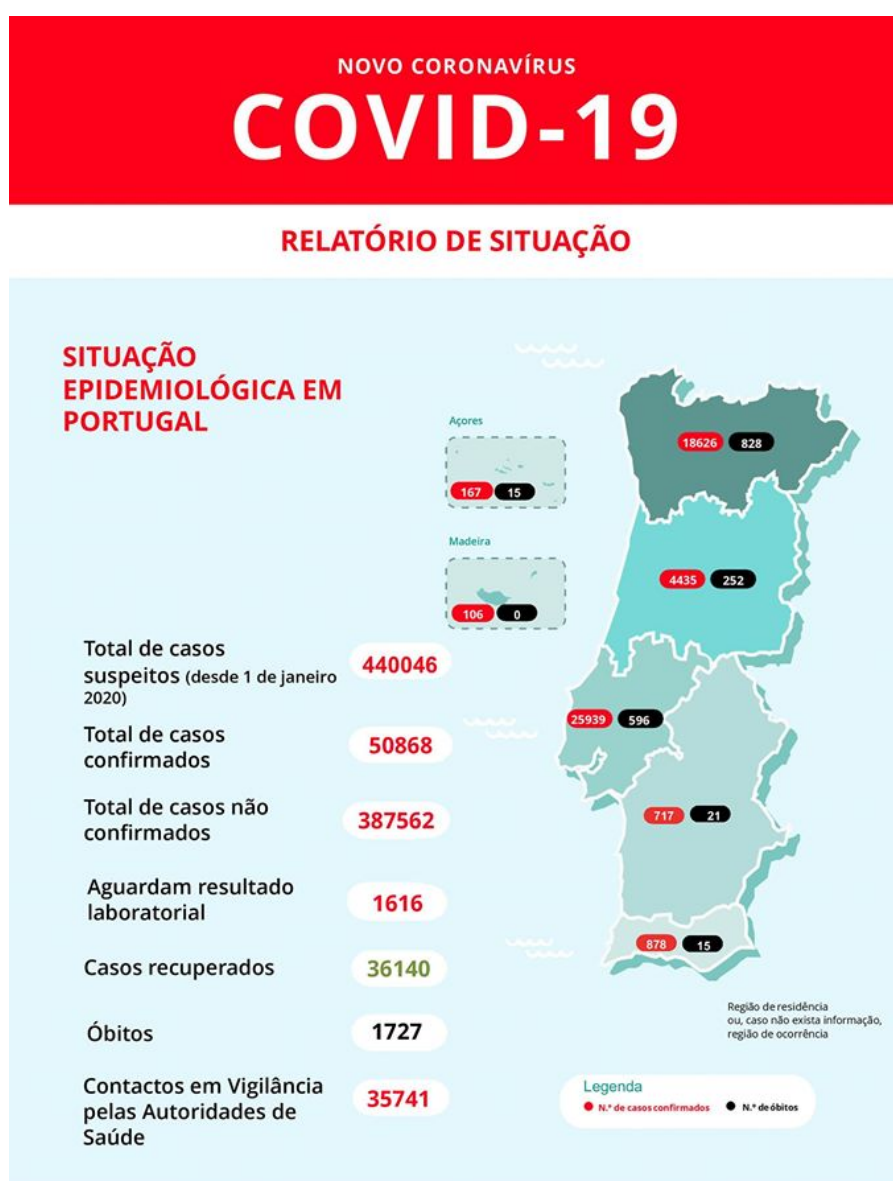 NOVO CORONAVÍRUS
COVID-19
RELATÓRIO DE SITUAÇÃO
SITUAÇÃO
EPIDEMIOLÓGICA EM
PORTUGAL
Açores
167 15
Madeira
106 0
18626 828
4435 252
25939 596
717 21
878 15
Total de casos
suspeitos (desde 1 de janeiro
2020)
440046
Total de casos
confirmados
50868
Total de casos não
confirmados
387562
Aguardam resultado
laboratorial
1616
Casos recuperados
36140
Óbitos
1727
Contactos em Vigilância
pelas Autoridades de
Saúde
35741
Região de residência
ou, caso não exista informação,
região de ocorrência
Legenda
N.º de casos confirmados N.º de óbitos